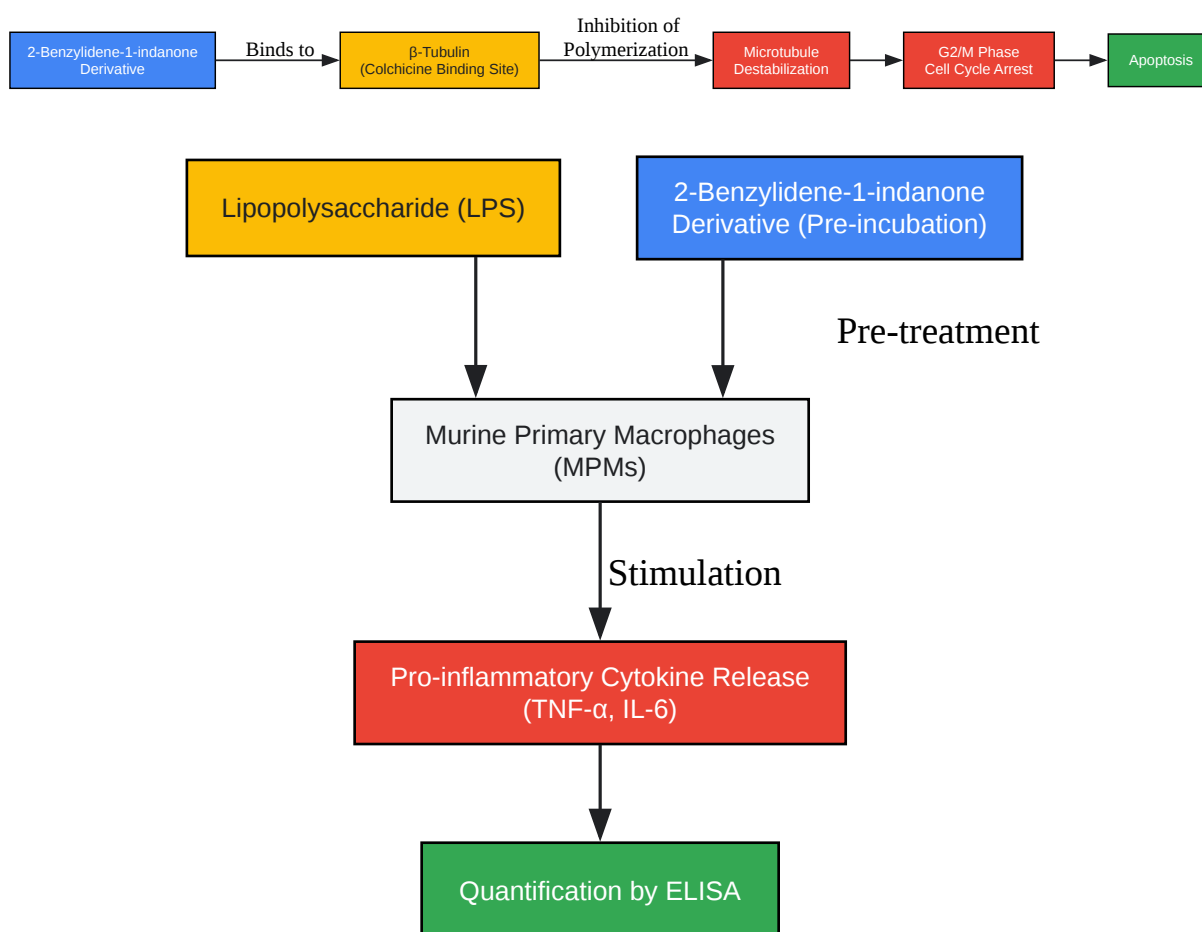 2-Benzylidene-1-indanone
Derivative
Binds to
β-Tubulin
(Colchicine Binding Site)
Inhibition of
Polymerization
Microtubule
Destabilization
G2/M Phase
Cell Cycle Arrest
Apoptosis
Lipopolysaccharide (LPS)
2-Benzylidene-1-indanone
Derivative (Pre-incubation)
Pre-treatment
Murine Primary Macrophages
(MPMs)
Stimulation
Pro-inflammatory Cytokine Release
(TNF-α, IL-6)
Quantification by ELISA